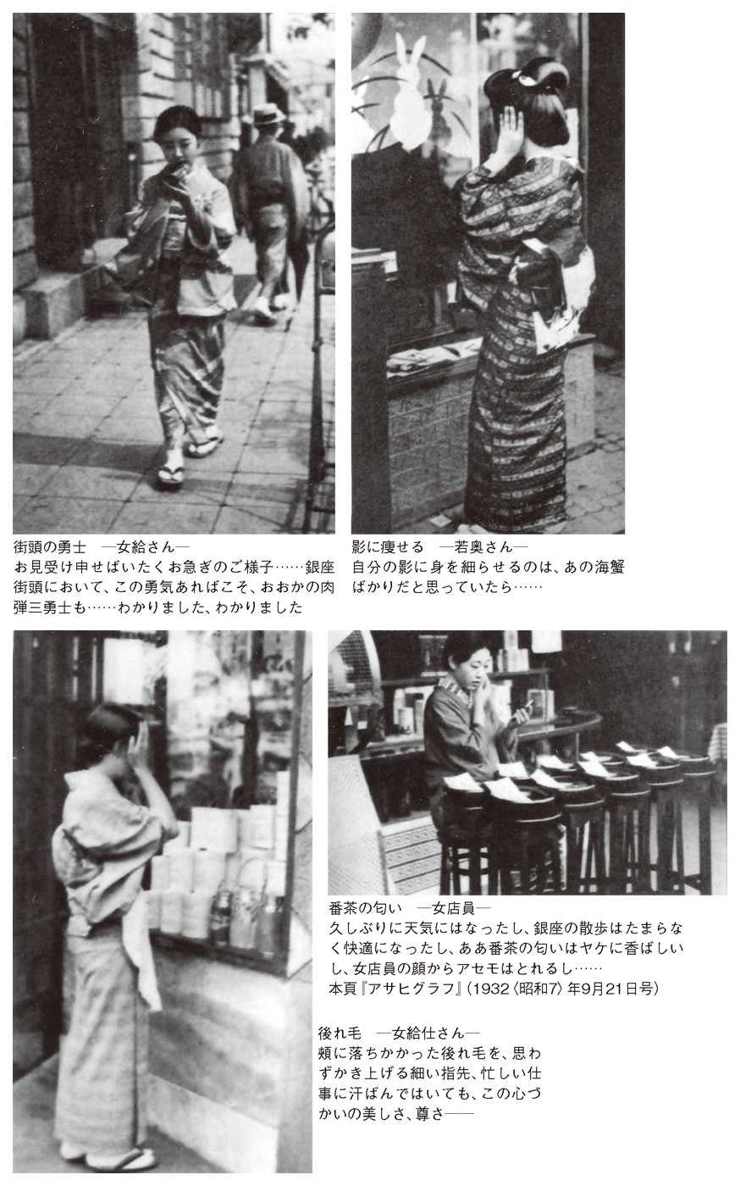 街頭の勇士　―女給さん―
お見受け申せばいたくお急ぎのご様子……銀座
街頭において、この勇気あればこそ、おおかの肉
弾三勇士も……わかりました、わかりました
影に痩せる　―若奥さん―
自分の影に身を細らせるのは、あの海蟹
ばかりだと思っていたら……
番茶の匂い　―女店員―
久しぶりに天気にはなったし、銀座の散歩はたまらな
く快適になったし、ああ番茶の匂いはヤケに香ばしい
し、女店員の顔からアセモはとれるし……
本頁『アサヒグラフ』（1932〈昭和7〉年9月21日号）
後れ毛　―女給仕さん―
頬に落ちかかった後れ毛を、思わ
ずかき上げる細い指先、忙しい仕
事に汗ばんではいても、この心づ
かいの美しさ、尊さ――